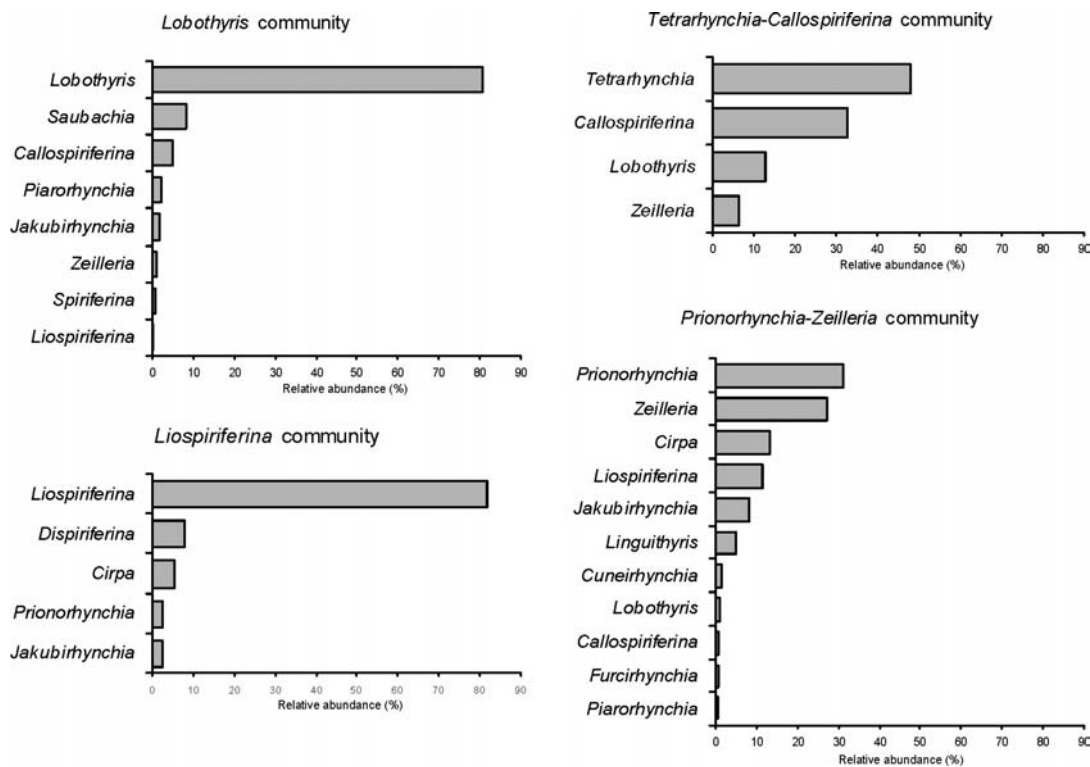 Lobothyris community
Lobothyris
Saubachia
Callospiriferina
Piarorhynchia
Jakubirhynchia
Zeilleria
Spiriferina
Liospiriferina
0 10 20 30 40 50 60 70 80 90
Relative abundance (%)
Liospiriferina community
Liospiriferina
Dispiriferina
Cirpa
Prionorhynchia
Jakubirhynchia
0 10 20 30 40 50 60 70 80 90
Relative abundance (%)
Tetrarhynchia-Callospiriferina community
Tetrarhynchia
Callospiriferina
Lobothyris
Zeilleria
0 10 20 30 40 50 60 70 80 90
Relative abundance (%)
Prionorhynchia-Zeilleria community
Prionorhynchia
Zeilleria
Cirpa
Liospiriferina
Jakubirhynchia
Linguithyris
Cuneirhynchia
Lobothyris
Callospiriferina
Furcirhynchia
Piarorhynchia
0 10 20 30 40 50 60 70 80 90
Relative abundance (%)